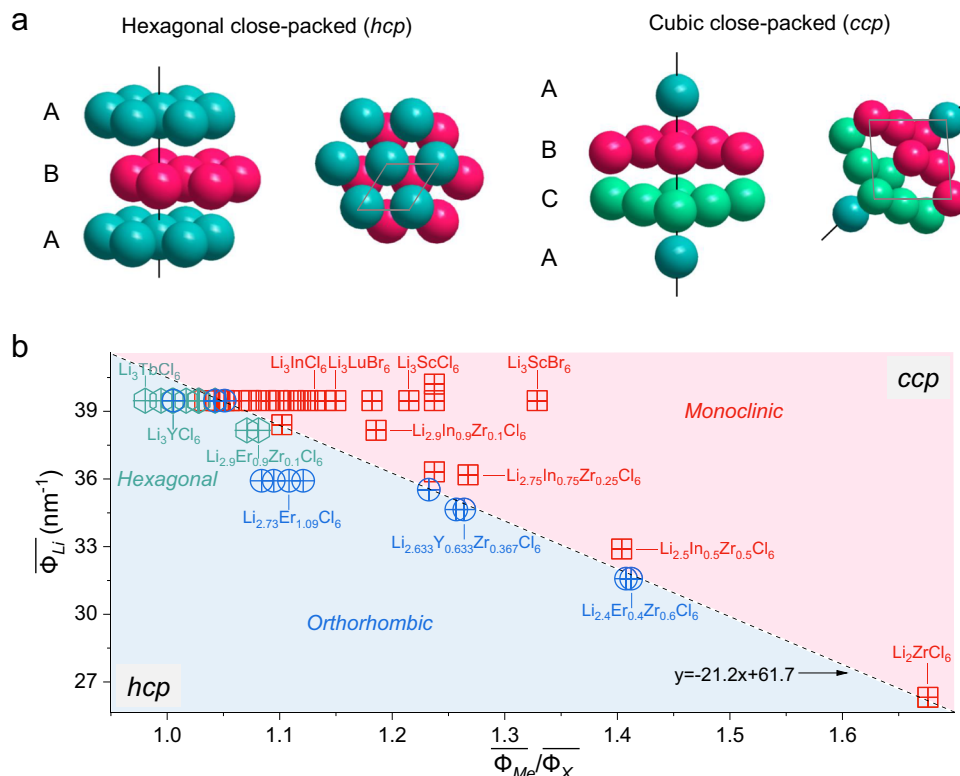 a
Hexagonal close-packed (hcp)
Cubic close-packed (ccp)
A
B
A
A
B
C
A
b
Li₃TbCl₆
Li₃InCl₆
Li₃LuBr₆
Li₃ScCl₆
Li₃ScBr₆
ccp
Monoclinic
Li₃YCl₆
Li₂.₉Er₀.₉Zr₀.₁Cl₆
Li₂.₉In₀.₉Zr₀.₁Cl₆
Hexagonal
Li₂.₇₅In₀.₇₅Zr₀.₂₅Cl₆
Li₂.₇₃Er₁.₀₉Cl₆
Li₂.₆₃₃Y₀.₆₃₃Zr₀.₃₆₇Cl₆
Li₂.₅In₀.₅Zr₀.₅Cl₆
Orthorhombic
Li₂.₄Er₀.₄Zr₀.₆Cl₆
Li₂ZrCl₆
y=-21.2x+61.7
hcp
39
36
33
30
27
Φ_Li (nm⁻¹)
1.0 1.1 1.2 1.3 1.4 1.5 1.6
Φ_Me/Φ_X